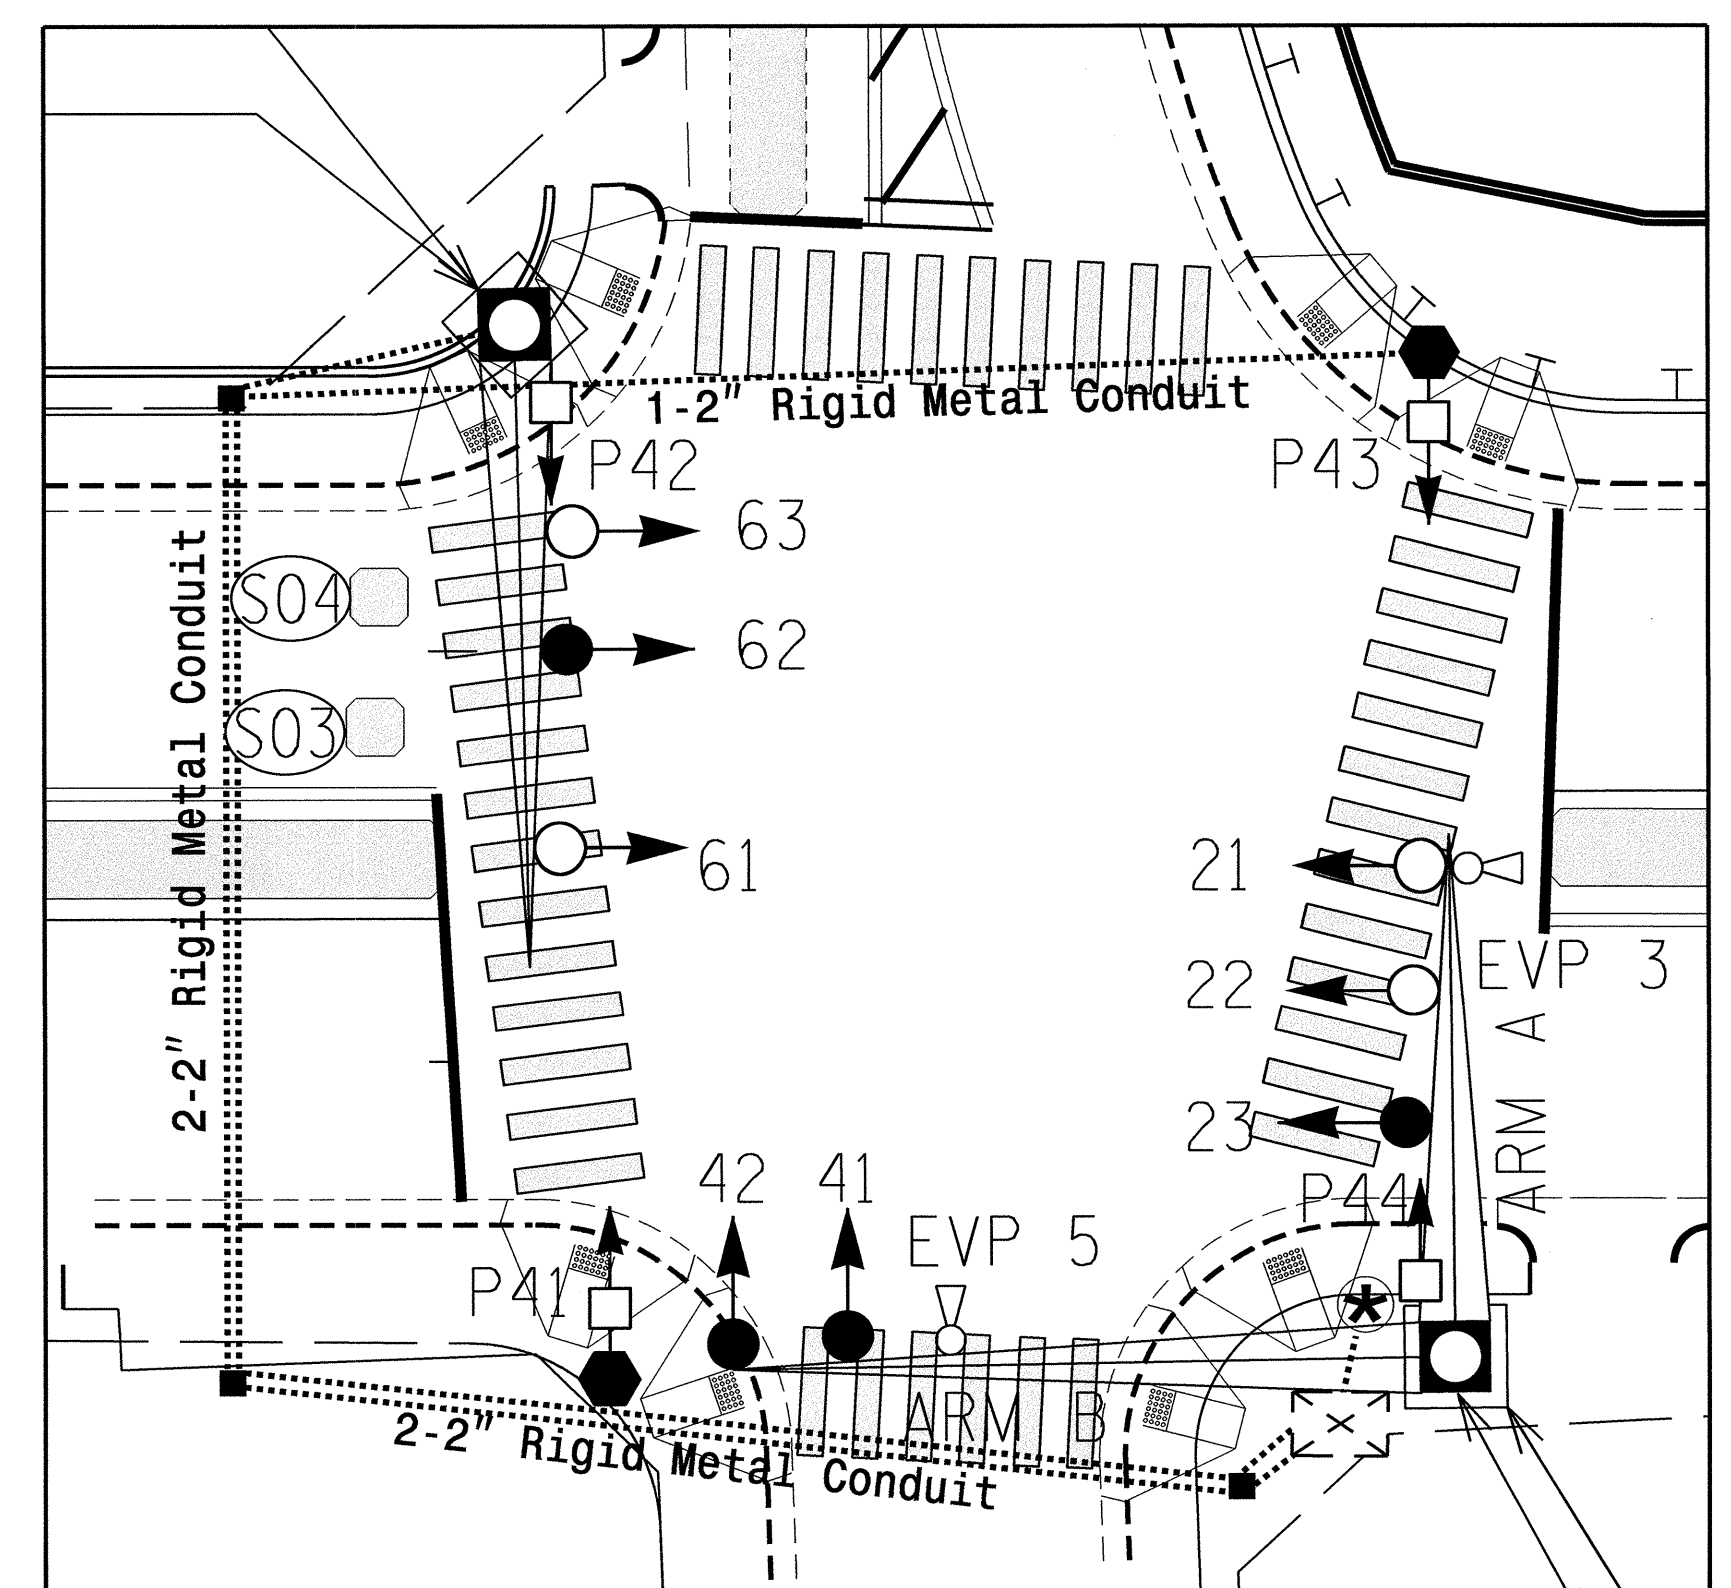 1-2" Rigid Metal Conduit
P42
P43
63
S04
62
2-2" Rigid Metal Conduit
S03
61
21
EVP 3
22
ARM A
23
42
41
P44
EVP 5
P41
*
ARM B
2-2" Rigid Metal Conduit